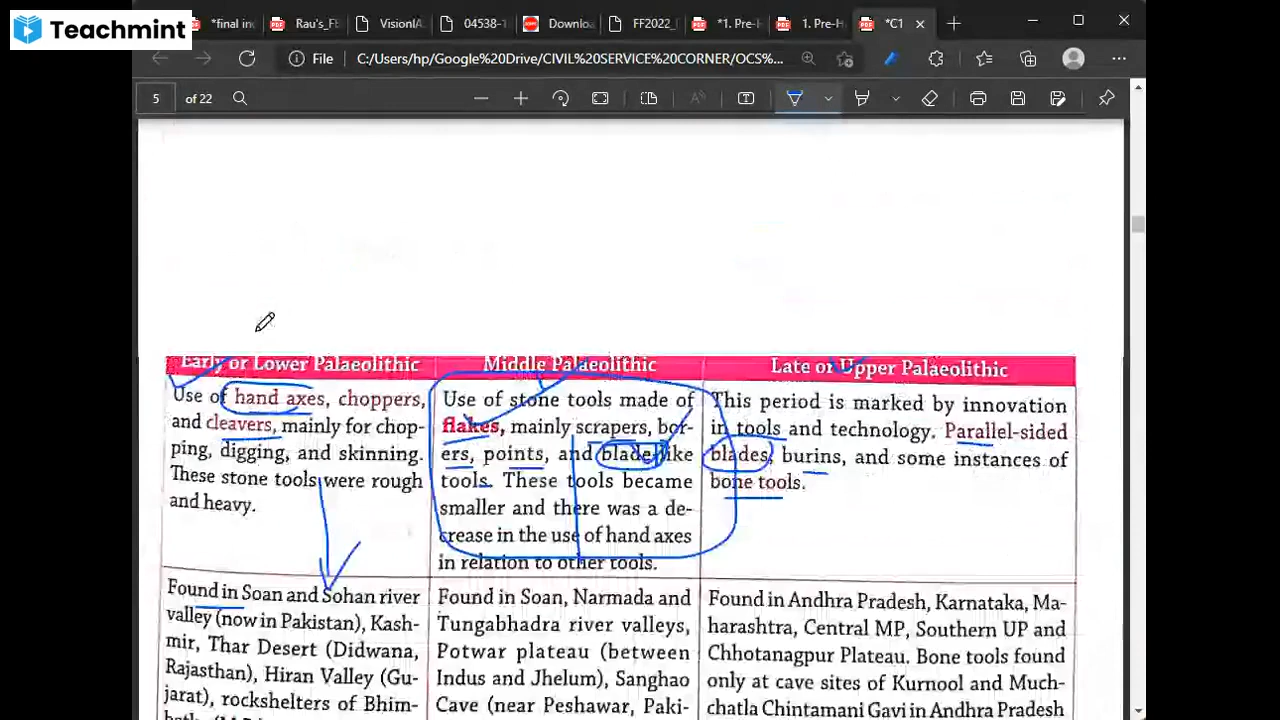 Teachmint
*final in
Rau's_FS
VisionIA
04538-1
Downlo
FF2022_
*1. Pre-H
1. Pre-H
*C1
File
C:/Users/hp/Google%20Drive/CIVIL%20SERVICE%20CORNER/OCS%...
5 of 22
Early or Lower Palaeolithic
Use of hand axes, choppers,
and cleavers, mainly for chop-
ping, digging, and skinning.
These stone tools were rough
and heavy.
Middle Palaeolithic
Use of stone tools made of
flakes, mainly scrapers, bor-
ers, points, and blade-like
tools. These tools became
smaller and there was a de-
crease in the use of hand axes
in relation to other tools.
Late or Upper Palaeolithic
This period is marked by innovation
in tools and technology. Parallel-sided
blades, burins, and some instances of
bone tools.
Found in Soan and Sohan river
valley (now in Pakistan), Kash-
mir, Thar Desert (Didwana,
Rajasthan), Hiran Valley (Gu-
jarat), rockshelters of Bhim-
Found in Soan, Narmada and
Tungabhadra river valleys,
Potwar plateau (between
Indus and Jhelum), Sanghao
Cave (near Peshawar, Paki-
Found in Andhra Pradesh, Karnataka, Ma-
harashtra, Central MP, Southern UP and
Chhotanagpur Plateau. Bone tools found
only at cave sites of Kurnool and Much-
chatla Chintamani Gavi in Andhra Pradesh